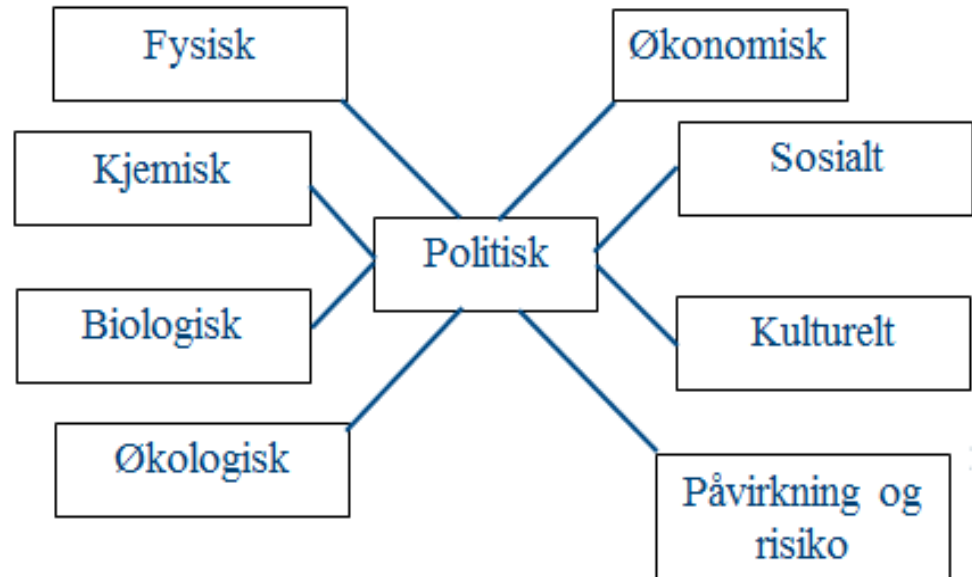 Fysisk
Økonomisk
Kjemisk
Sosialt
Politisk
Biologisk
Kulturelt
Økologisk
Påvirkning og
risiko